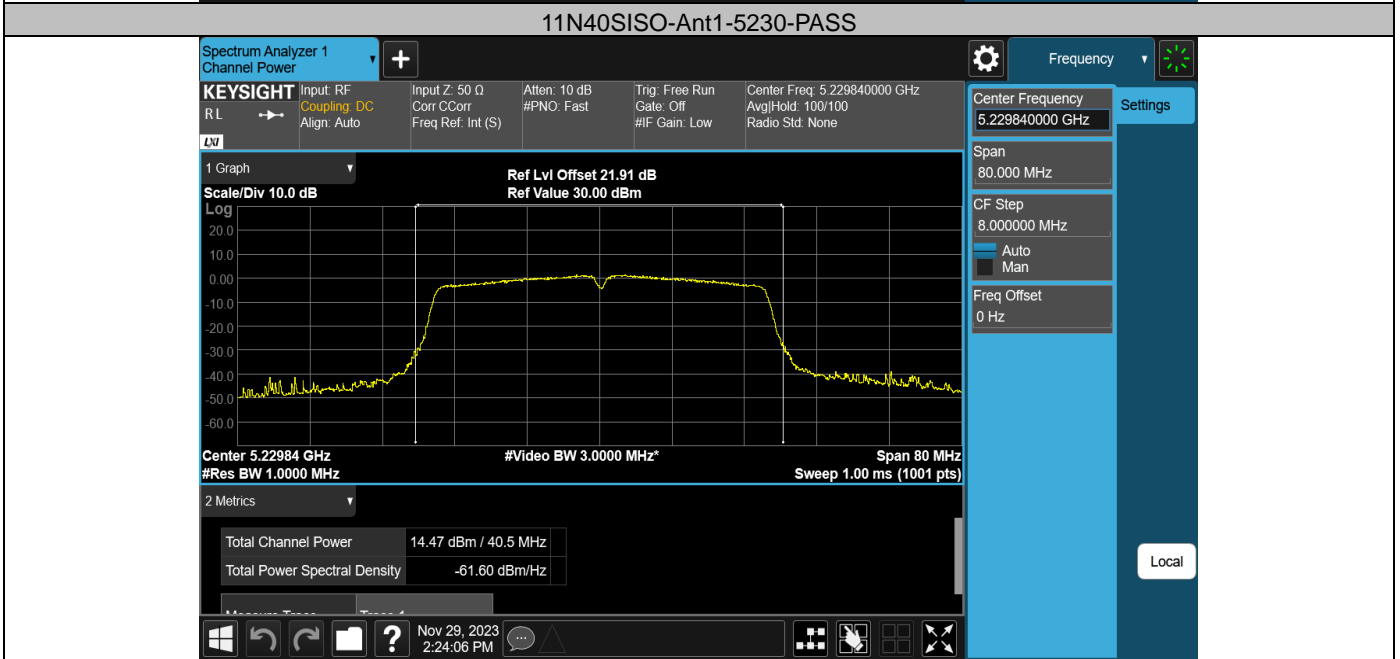 11N40SISO-Ant1-5230-PASS
Spectrum Analyzer 1
Channel Power
+
Frequency
KEYSIGHT
RL
LXI
Input: RF
Coupling: DC
Align: Auto
Input Z: 50 Ω
Corr CCorr
Freq Ref: Int (S)
Atten: 10 dB
#PNO: Fast
Trig: Free Run
Gate: Off
#IF Gain: Low
Center Freq: 5.229840000 GHz
Avg|Hold: 100/100
Radio Std: None
Center Frequency
5.229840000 GHz
Settings
Span
80.000 MHz
CF Step
8.000000 MHz
Auto
Man
Freq Offset
0 Hz
1 Graph
Scale/Div 10.0 dB
Ref Lvl Offset 21.91 dB
Ref Value 30.00 dBm
Log
20.0
10.0
0.00
-10.0
-20.0
-30.0
-40.0
-50.0
-60.0
Center 5.22984 GHz
#Res BW 1.0000 MHz
#Video BW 3.0000 MHz*
Span 80 MHz
Sweep 1.00 ms (1001 pts)
2 Metrics
Total Channel Power 14.47 dBm / 40.5 MHz
Total Power Spectral Density -61.60 dBm/Hz
Measure Trace Trace 1
Local
?
Nov 29, 2023
2:24:06 PM